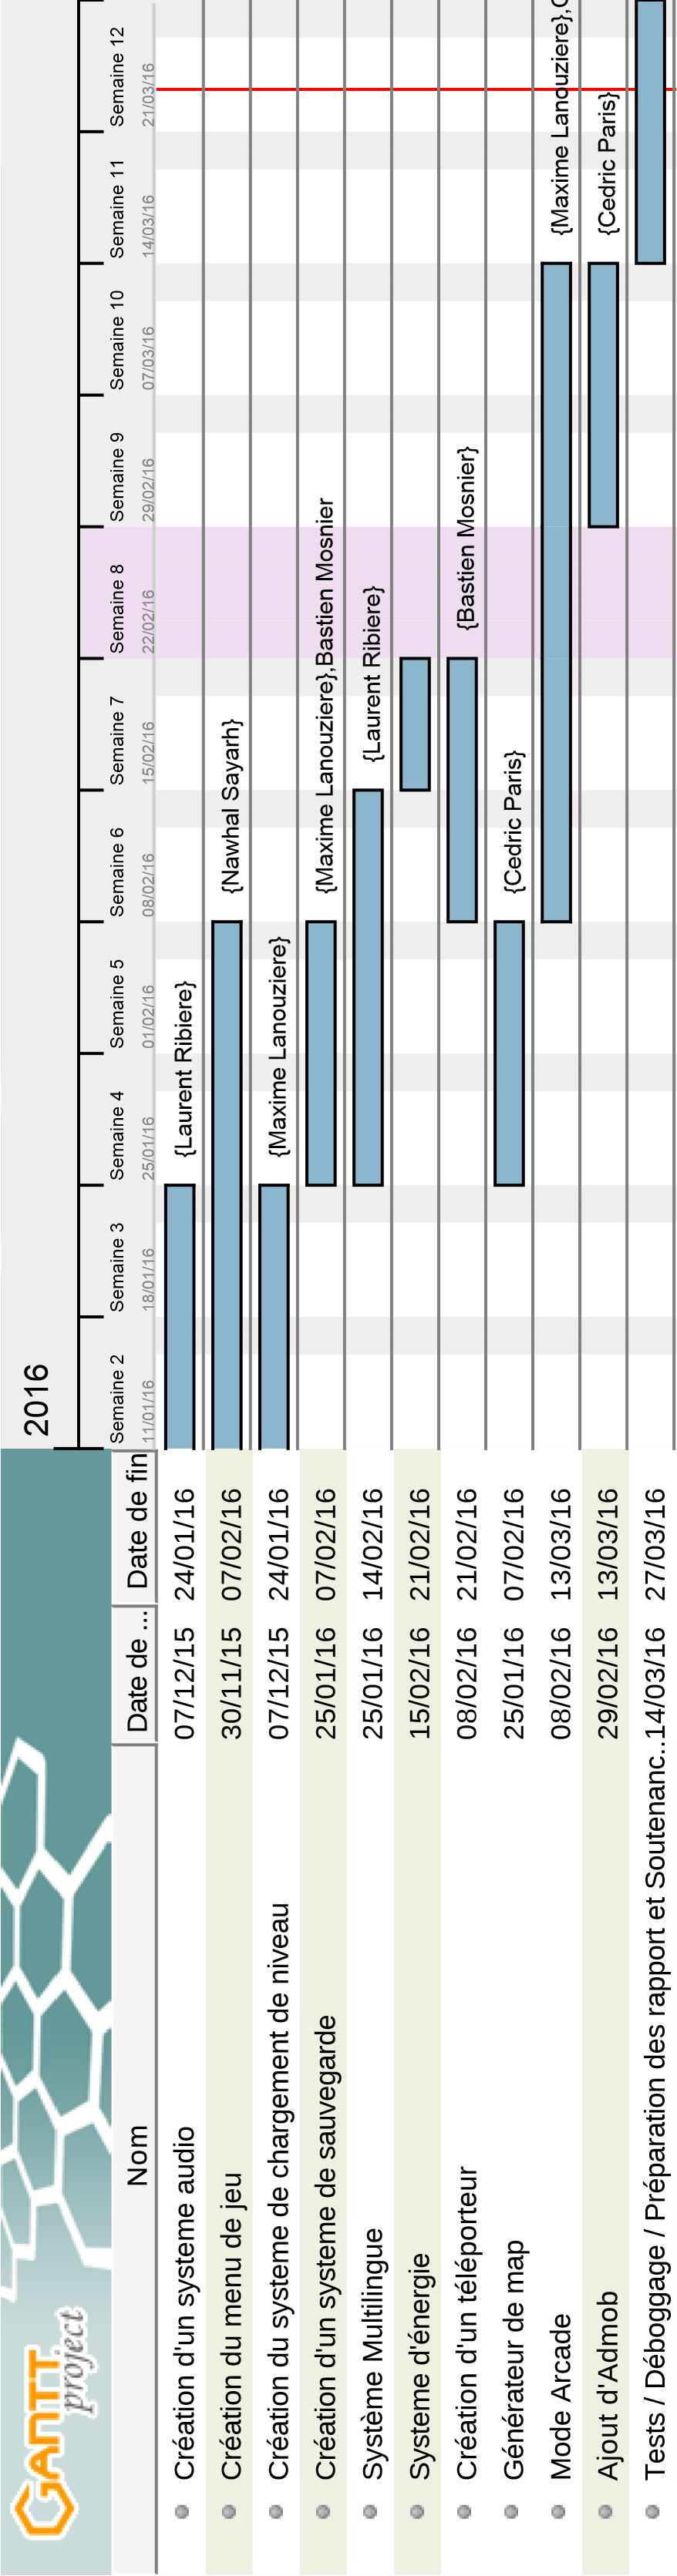 GANTT
project
2016
Nom
Date de ...
Date de fin
Semaine 2
Semaine 3
Semaine 4
Semaine 5
Semaine 6
Semaine 7
Semaine 8
Semaine 9
Semaine 10
Semaine 11
Semaine 12
11/01/16
18/01/16
25/01/16
01/02/16
08/02/16
15/02/16
22/02/16
29/02/16
07/03/16
14/03/16
21/03/16
Création d'un systeme audio 07/12/15 24/01/16 {Laurent Ribiere}
Création du menu de jeu 30/11/15 07/02/16 {Nawhal Sayarh}
Création du systeme de chargement de niveau 07/12/15 24/01/16 {Maxime Lanouziere}
Création d'un systeme de sauvegarde 25/01/16 07/02/16 {Maxime Lanouziere},Bastien Mosnier
Système Multilingue 25/01/16 14/02/16 {Laurent Ribiere}
Systeme d'énergie 15/02/16 21/02/16
Création d'un téléporteur 08/02/16 21/02/16 {Bastien Mosnier}
Générateur de map 25/01/16 07/02/16 {Cedric Paris}
Mode Arcade 08/02/16 13/03/16 {Maxime Lanouziere},
Ajout d'Admob 29/02/16 13/03/16 {Cedric Paris}
Tests / Déboggage / Préparation des rapport et Soutenanc... 14/03/16 27/03/16